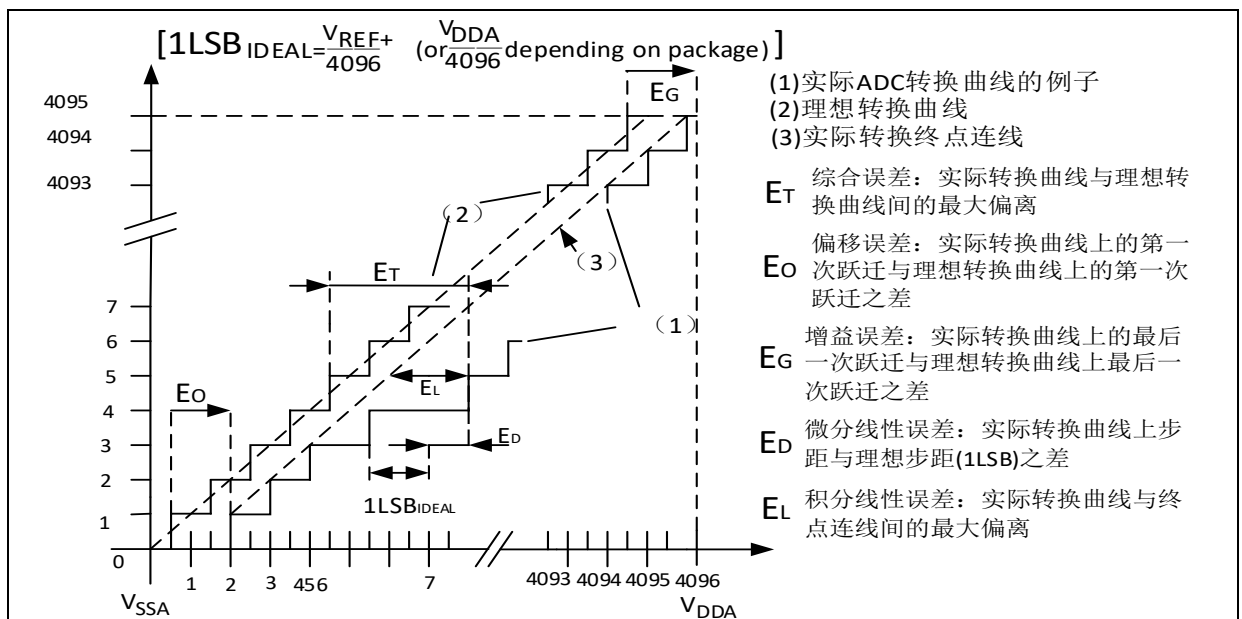 [1LSB IDEAL=VREF+/4096 (or VDDA/4096 depending on package)]
4095
4094
4093
7
6
5
4
3
2
1
0
EG
(2)
(3)
ET
(1)
EL
EO
ED
1LSBIDEAL
1 2 3 456 7 4093 4094 4095 4096
VSSA
VDDA
(1)实际ADC转换曲线的例子
(2)理想转换曲线
(3)实际转换终点连线
ET 综合误差：实际转换曲线与理想转
换曲线间的最大偏离
EO 偏移误差：实际转换曲线上的第一
次跃迁与理想转换曲线上的第一次
跃迁之差
EG 增益误差：实际转换曲线上的最后
一次跃迁与理想转换曲线上最后一
次跃迁之差
ED 微分线性误差：实际转换曲线上步
距与理想步距(1LSB)之差
EL 积分线性误差：实际转换曲线与终
点连线间的最大偏离